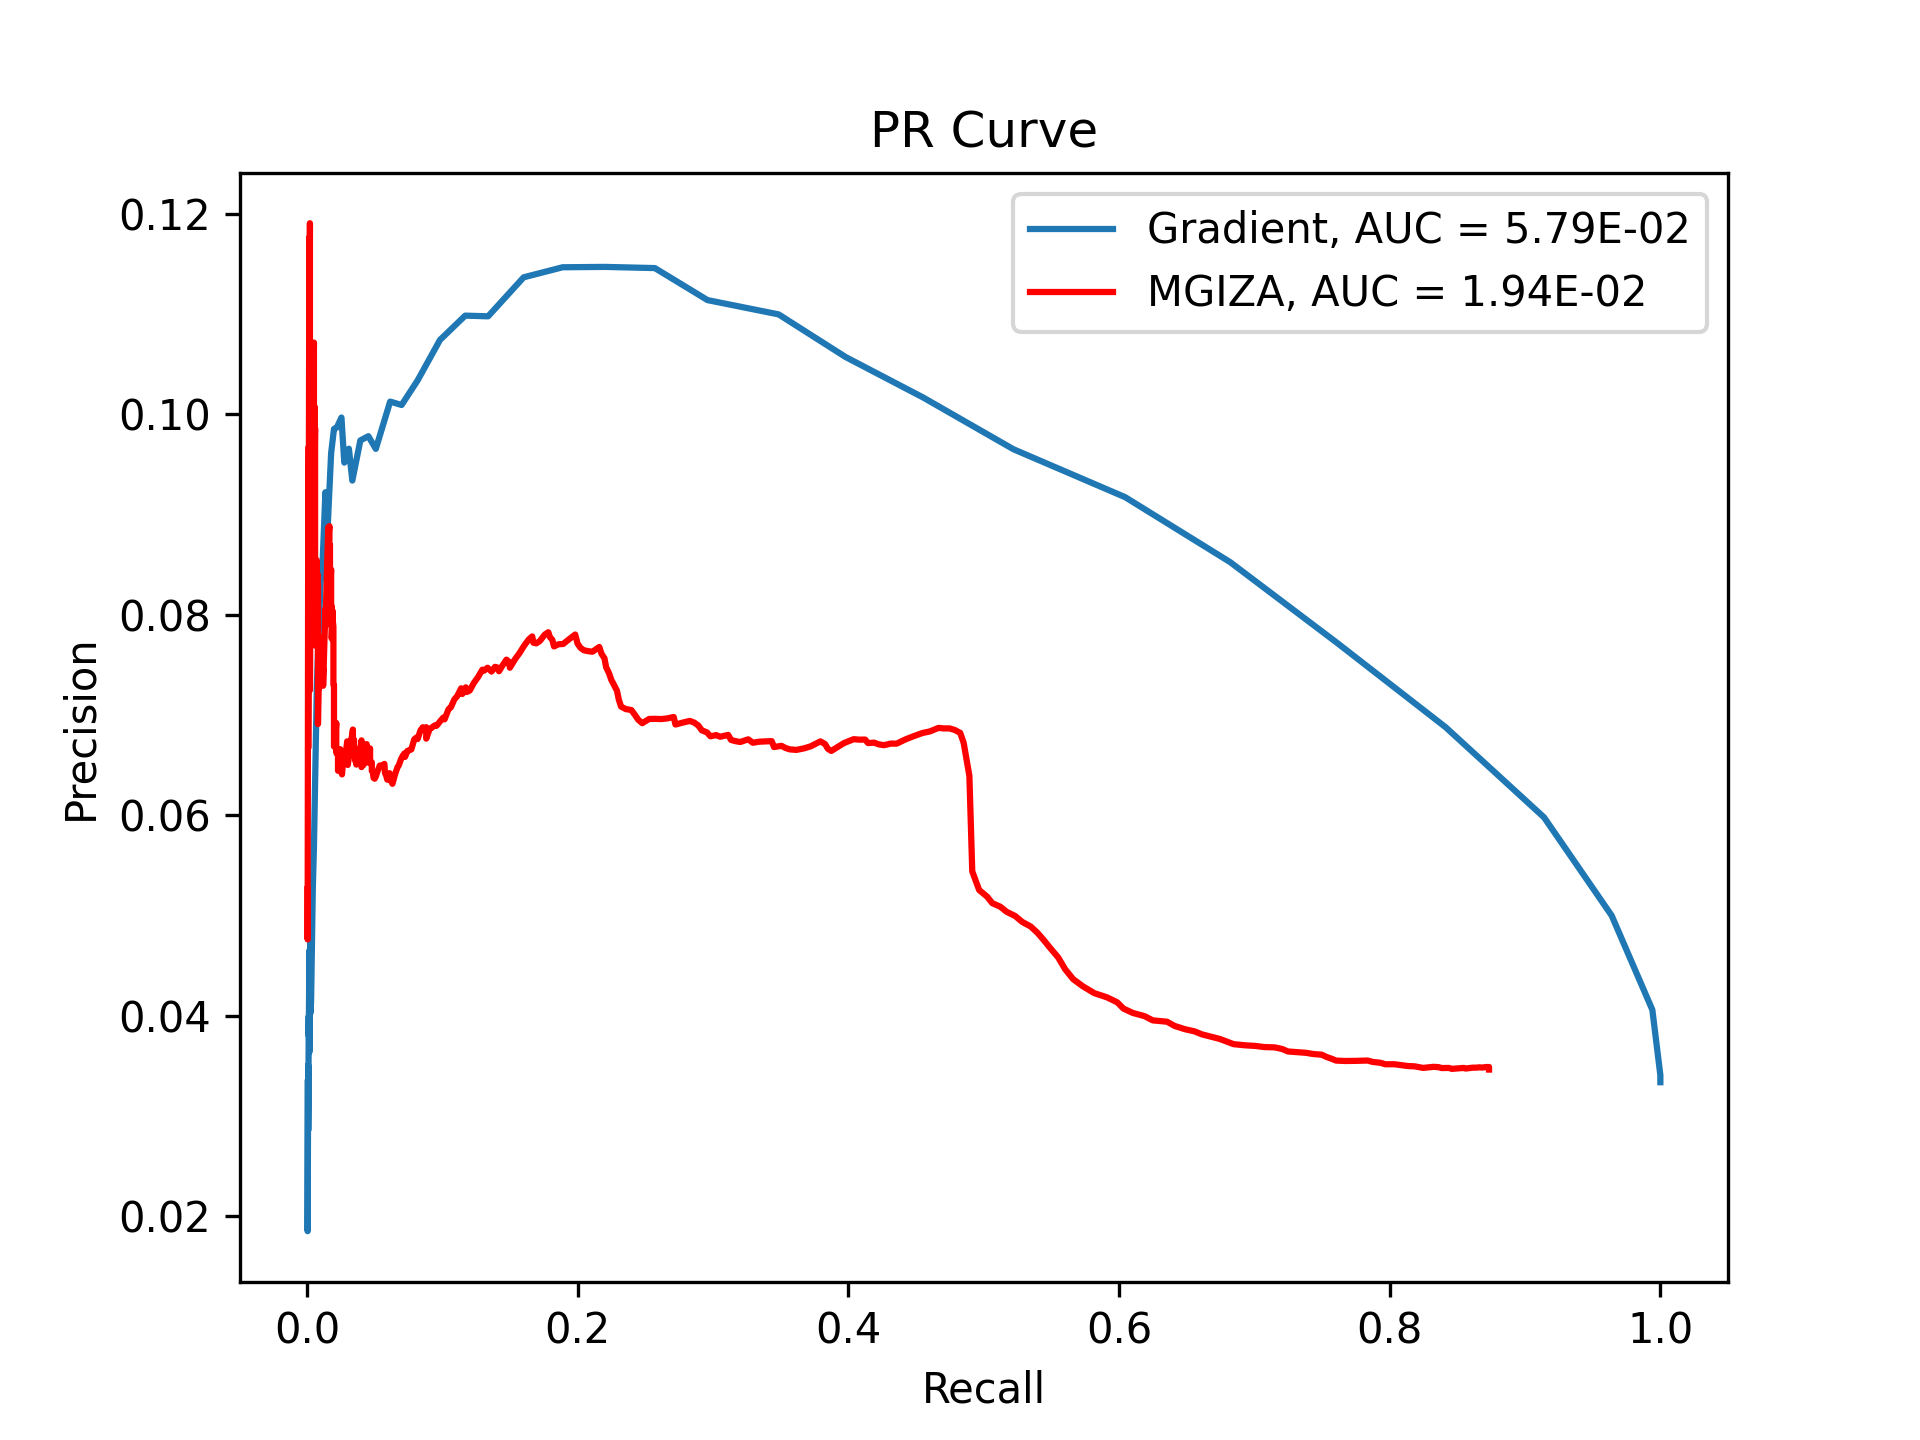 PR Curve
Gradient, AUC = 5.79E-02
MGIZA, AUC = 1.94E-02
0.12
0.10
0.08
0.06
0.04
0.02
Precision
0.0 0.2 0.4 0.6 0.8 1.0
Recall